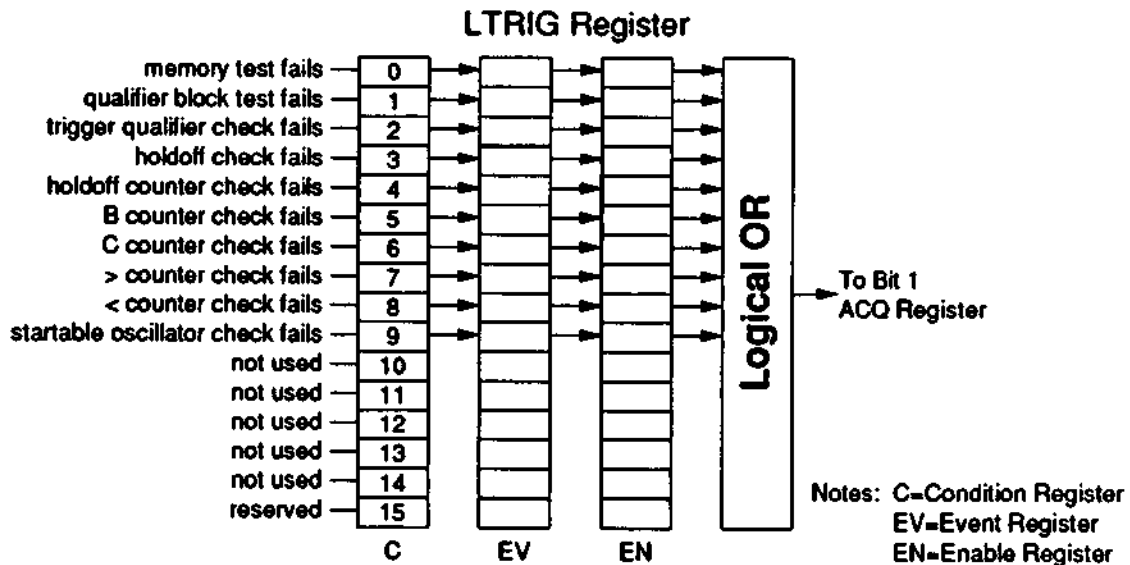 LTRIG Register
memory test fails 0
qualifier block test fails 1
trigger qualifier check fails 2
holdoff check fails 3
holdoff counter check fails 4
B counter check fails 5
C counter check fails 6
> counter check fails 7
< counter check fails 8
startable oscillator check fails 9
not used 10
not used 11
not used 12
not used 13
not used 14
reserved 15
C EV EN
Logical OR
To Bit 1
ACQ Register
Notes: C=Condition Register
EV=Event Register
EN=Enable Register